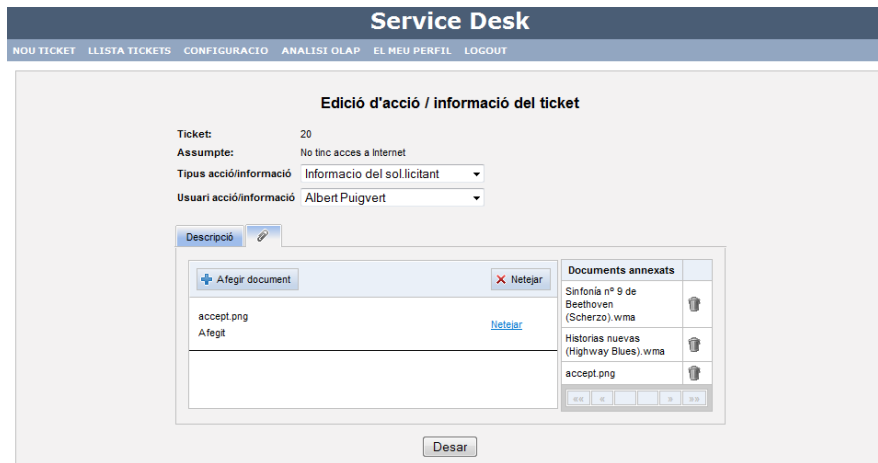 Service Desk
NOU TICKET LLISTA TICKETS CONFIGURACIO ANALISI OLAP EL MEU PERFIL LOGOUT
Edició d'acció / informació del ticket
Ticket: 20
Assumpte: No tinc acces a Internet
Tipus acció/informació Informacio del sol.licitant
Usuari acció/informació Albert Puigvert
Descripció
Afegir document Netejar
accept.png
Afegit
Netejar
Documents annexats
Sinfonía nº 9 de
Beethoven
(Scherzo).wma
Historias nuevas
(Highway Blues).wma
accept.png
«« « » »»
Desar